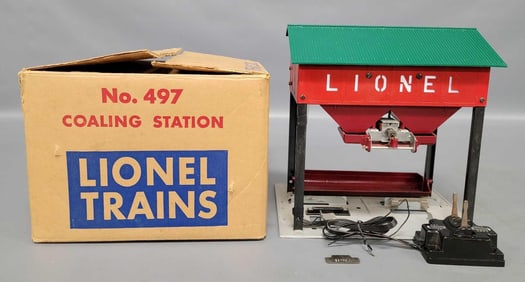 No. 497
COALING STATION
LIONEL
TRAINS
LIONEL